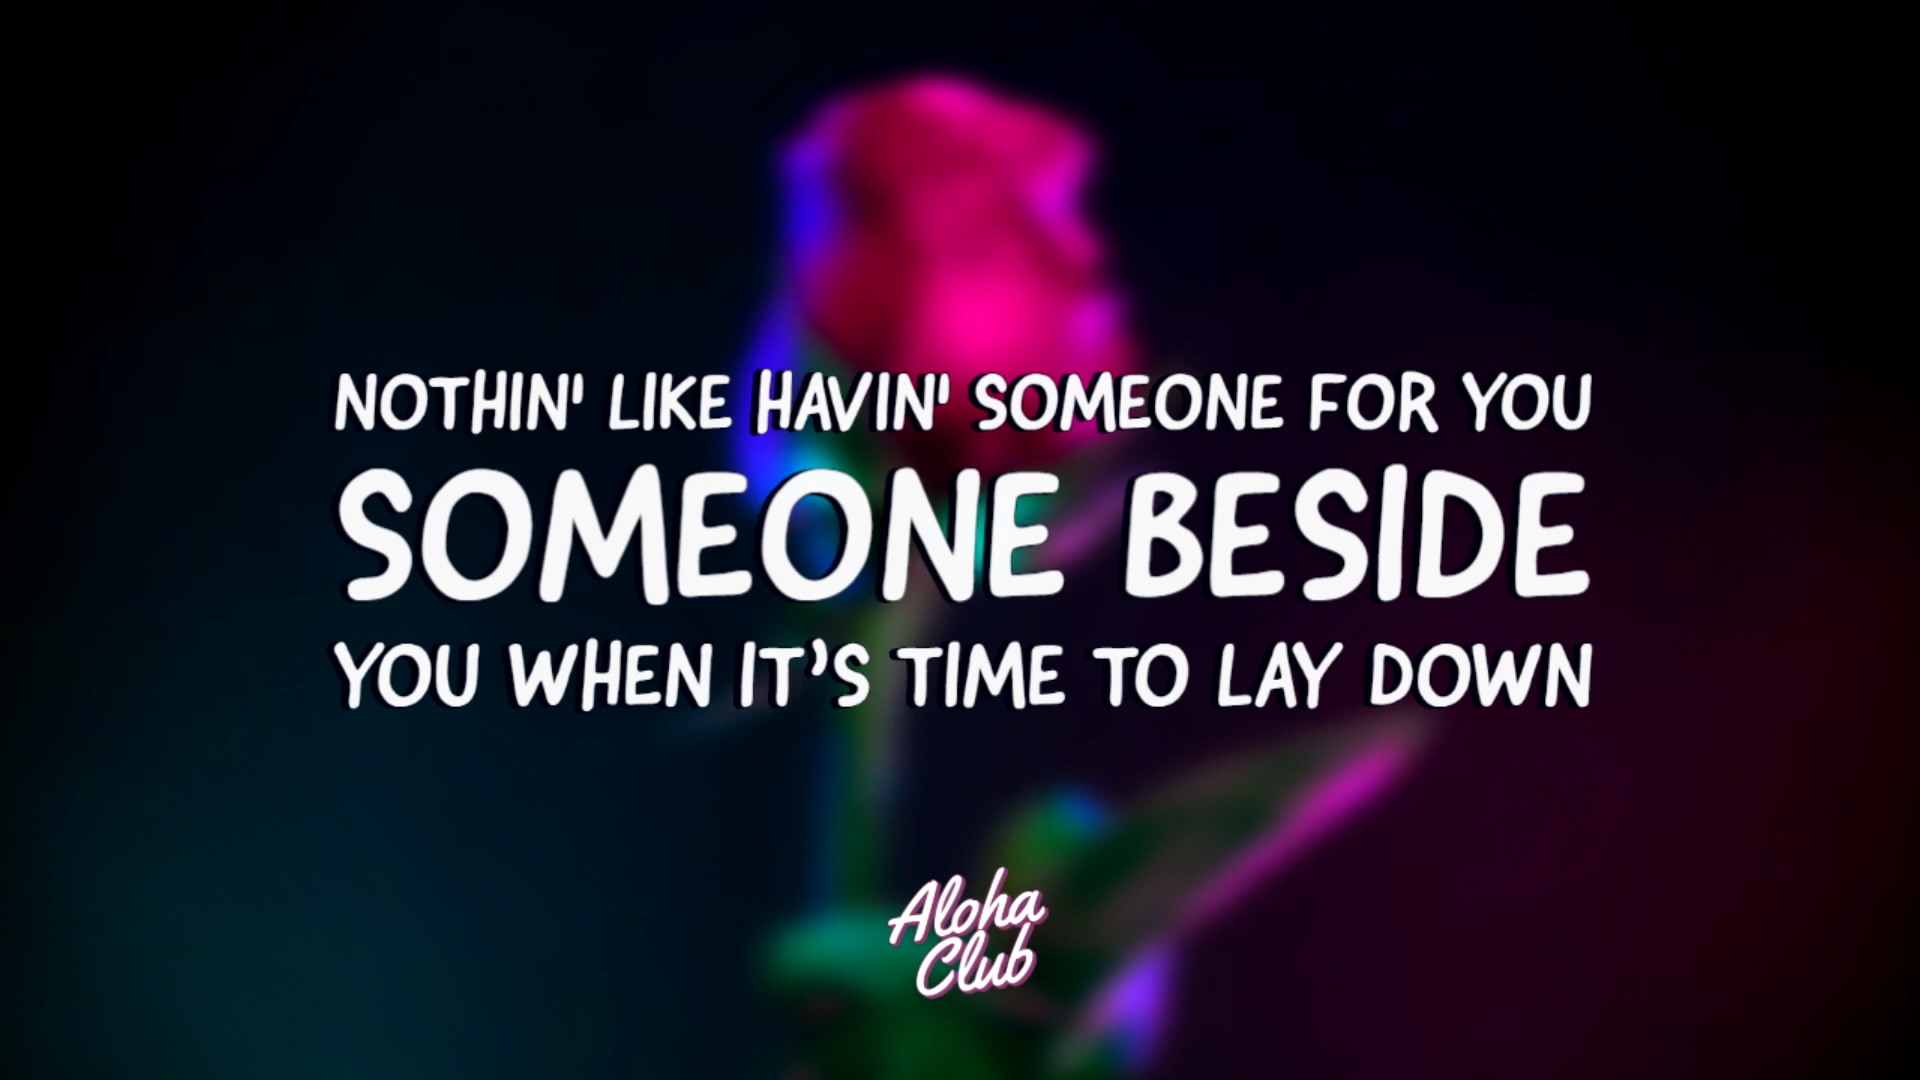 NOTHIN' LIKE HAVIN' SOMEONE FOR YOU
SOMEONE BESIDE
YOU WHEN IT’S TIME TO LAY DOWN
Aloha
Club